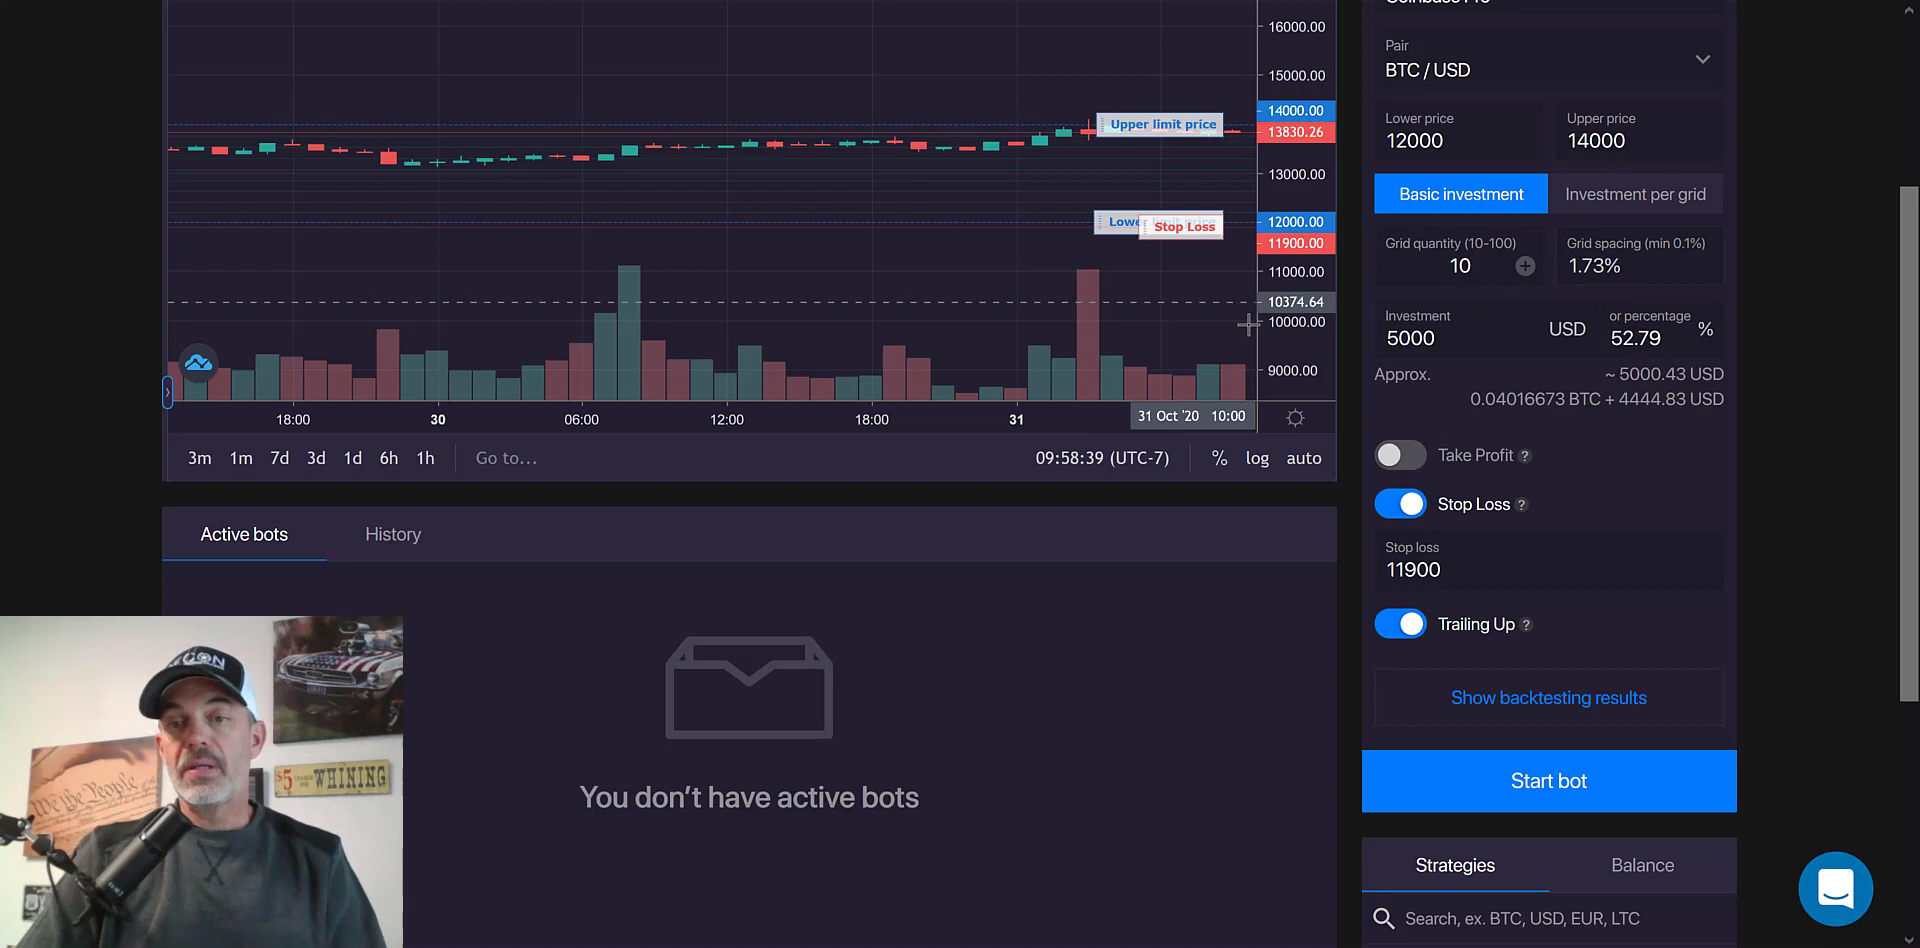 16000.00
15000.00
14000.00
Upper limit price
13830.26
13000.00
12000.00
Stop Loss
11900.00
11000.00
10374.64
10000.00
9000.00
18:00
30
06:00
12:00
18:00
31
31 Oct '20 10:00
3m 1m 7d 3d 1d 6h 1h Go to... 09:58:39 (UTC-7) % log auto
Active bots History
You don't have active bots
We the People
$5
WHINING
Pair
BTC / USD
Lower price Upper price
12000 14000
Basic investment Investment per grid
Grid quantity (10-100) Grid spacing (min 0.1%)
10 1.73%
Investment or percentage
5000 USD 52.79 %
Approx. ~ 5000.43 USD
0.04016673 BTC + 4444.83 USD
Take Profit ?
Stop Loss ?
Stop loss
11900
Trailing Up ?
Show backtesting results
Start bot
Strategies Balance
Search, ex. BTC, USD, EUR, LTC